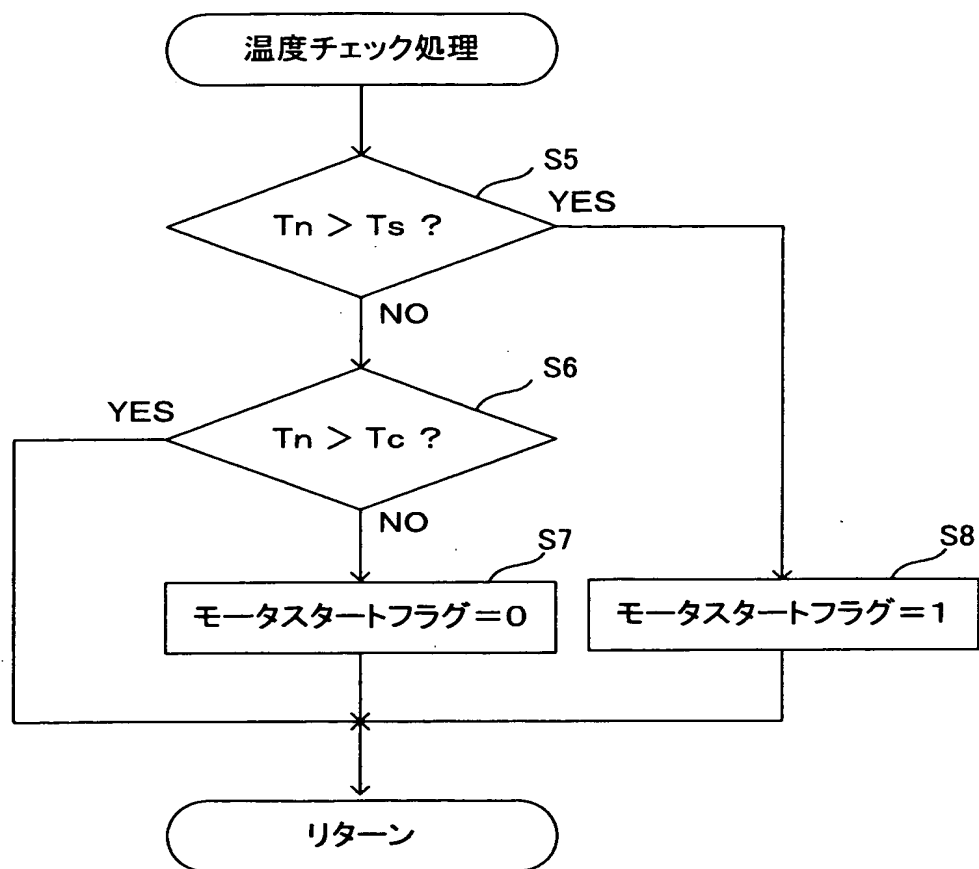 温度チェック処理
S5
Tn > Ts ?
YES
NO
S6
YES
Tn > Tc ?
NO
S7
モータスタートフラグ=0
S8
モータスタートフラグ=1
リターン